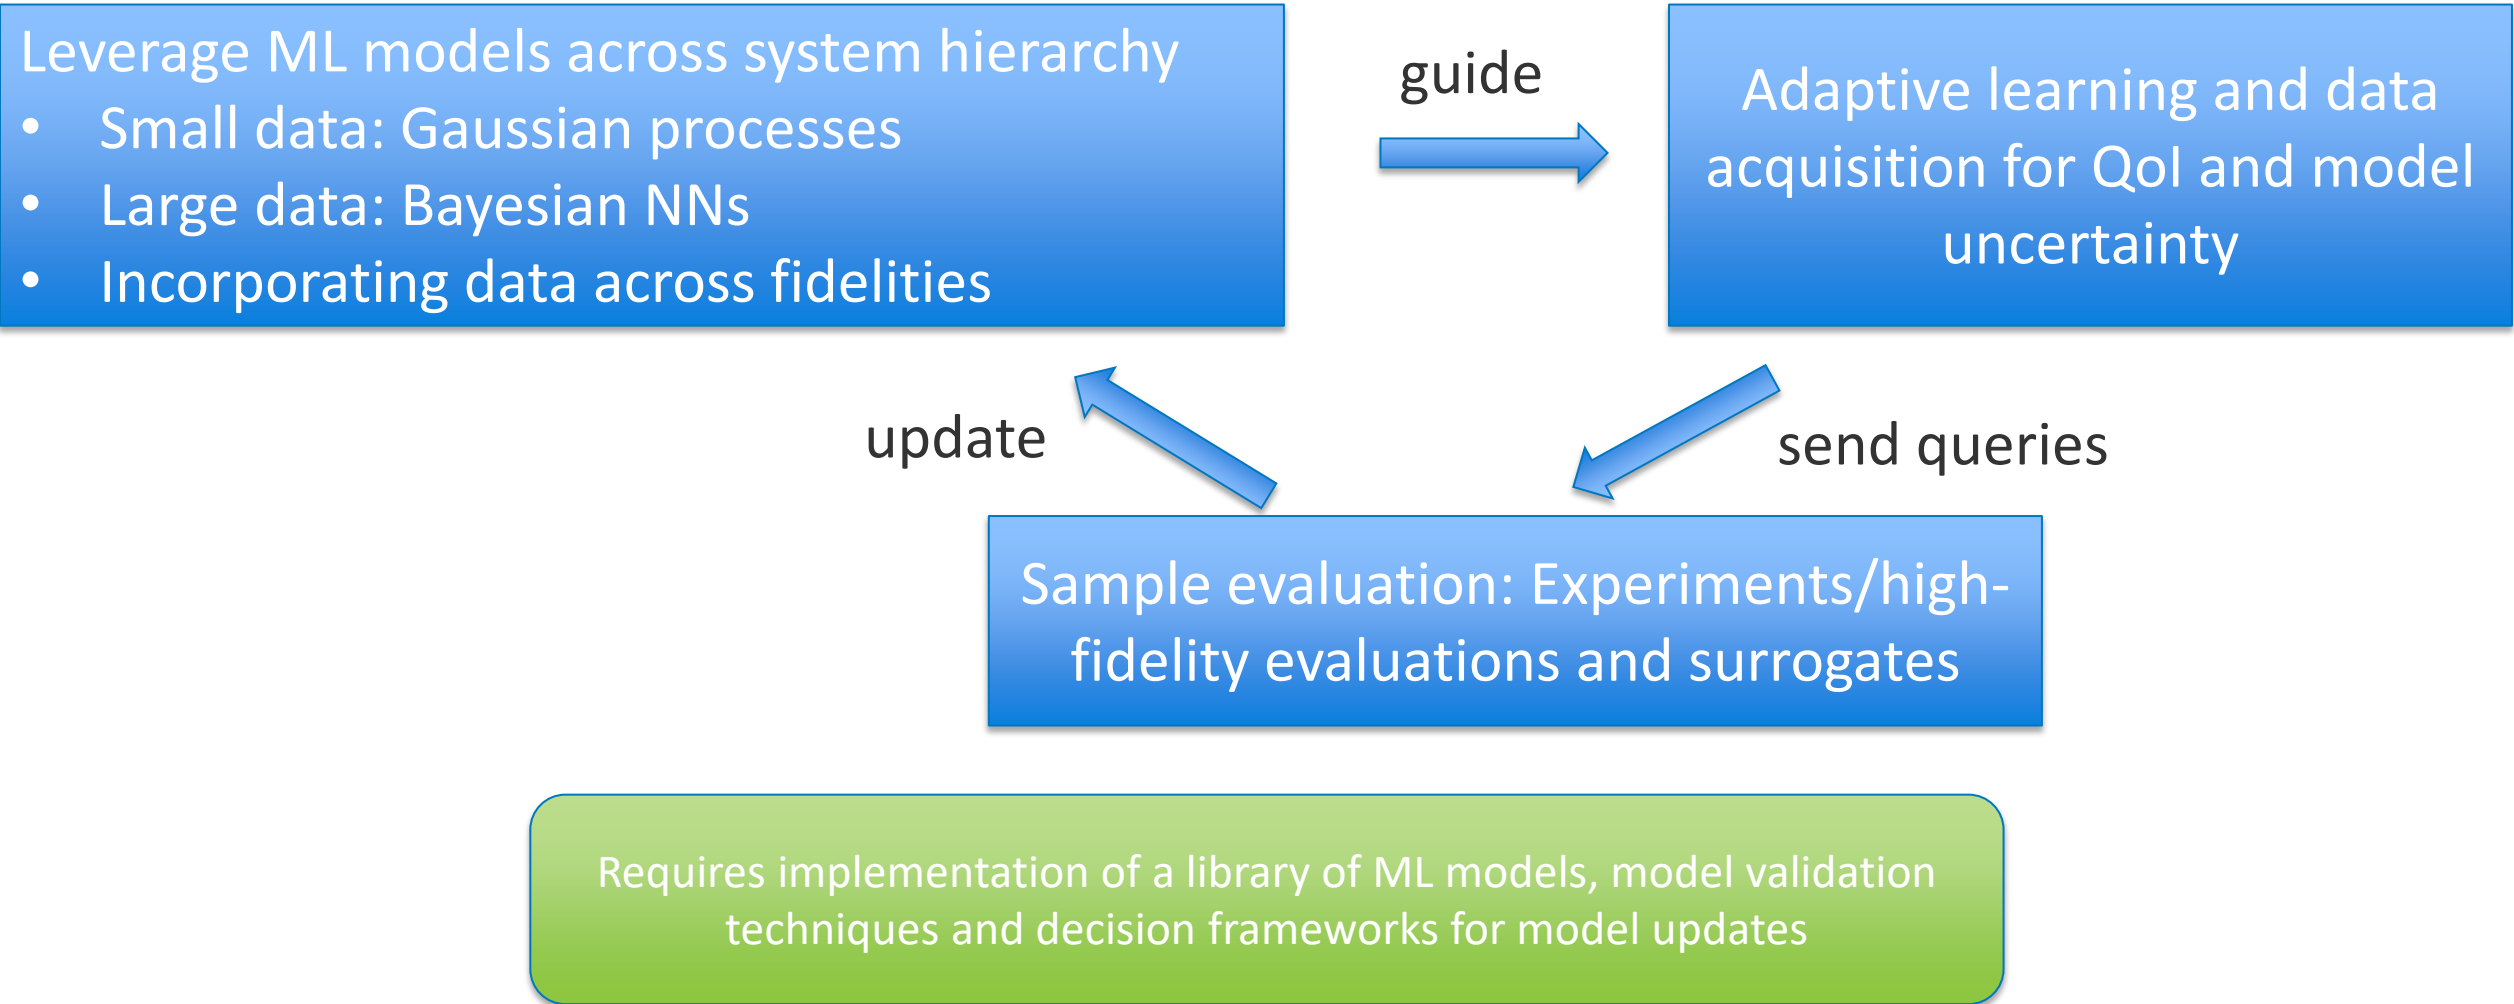 Leverage ML models across system hierarchy
• Small data: Gaussian processes
• Large data: Bayesian NNs
• Incorporating data across fidelities
guide
Adaptive learning and data
acquisition for QoI and model
uncertainty
update
send queries
Sample evaluation: Experiments/high-
fidelity evaluations and surrogates
Requires implementation of a library of ML models, model validation
techniques and decision frameworks for model updates